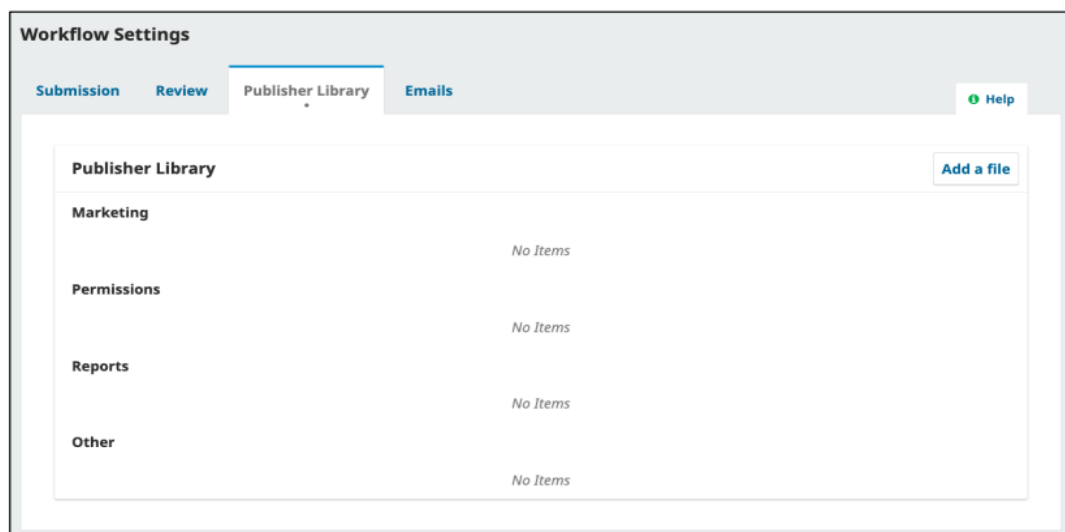 Workflow Settings
Submission Review Publisher Library Emails
Help
Publisher Library Add a file
Marketing
No Items
Permissions
No Items
Reports
No Items
Other
No Items